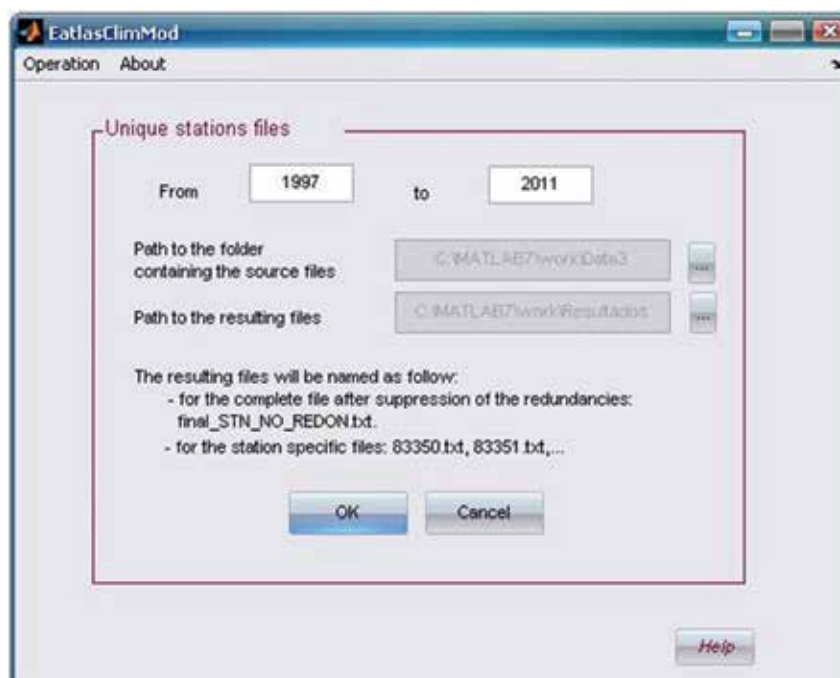 EatlasClimMod
Operation About
Unique stations files
From 1997 to 2011
Path to the folder
containing the source files
C:\MATLAB7\work\Data3
...
Path to the resulting files
C:\MATLAB7\work\Resultados
...
The resulting files will be named as follow:
- for the complete file after suppression of the redundancies:
final_STN_NO_REDON.txt.
- for the station specific files: 83350.txt, 83351.txt,...
OK Cancel
Help